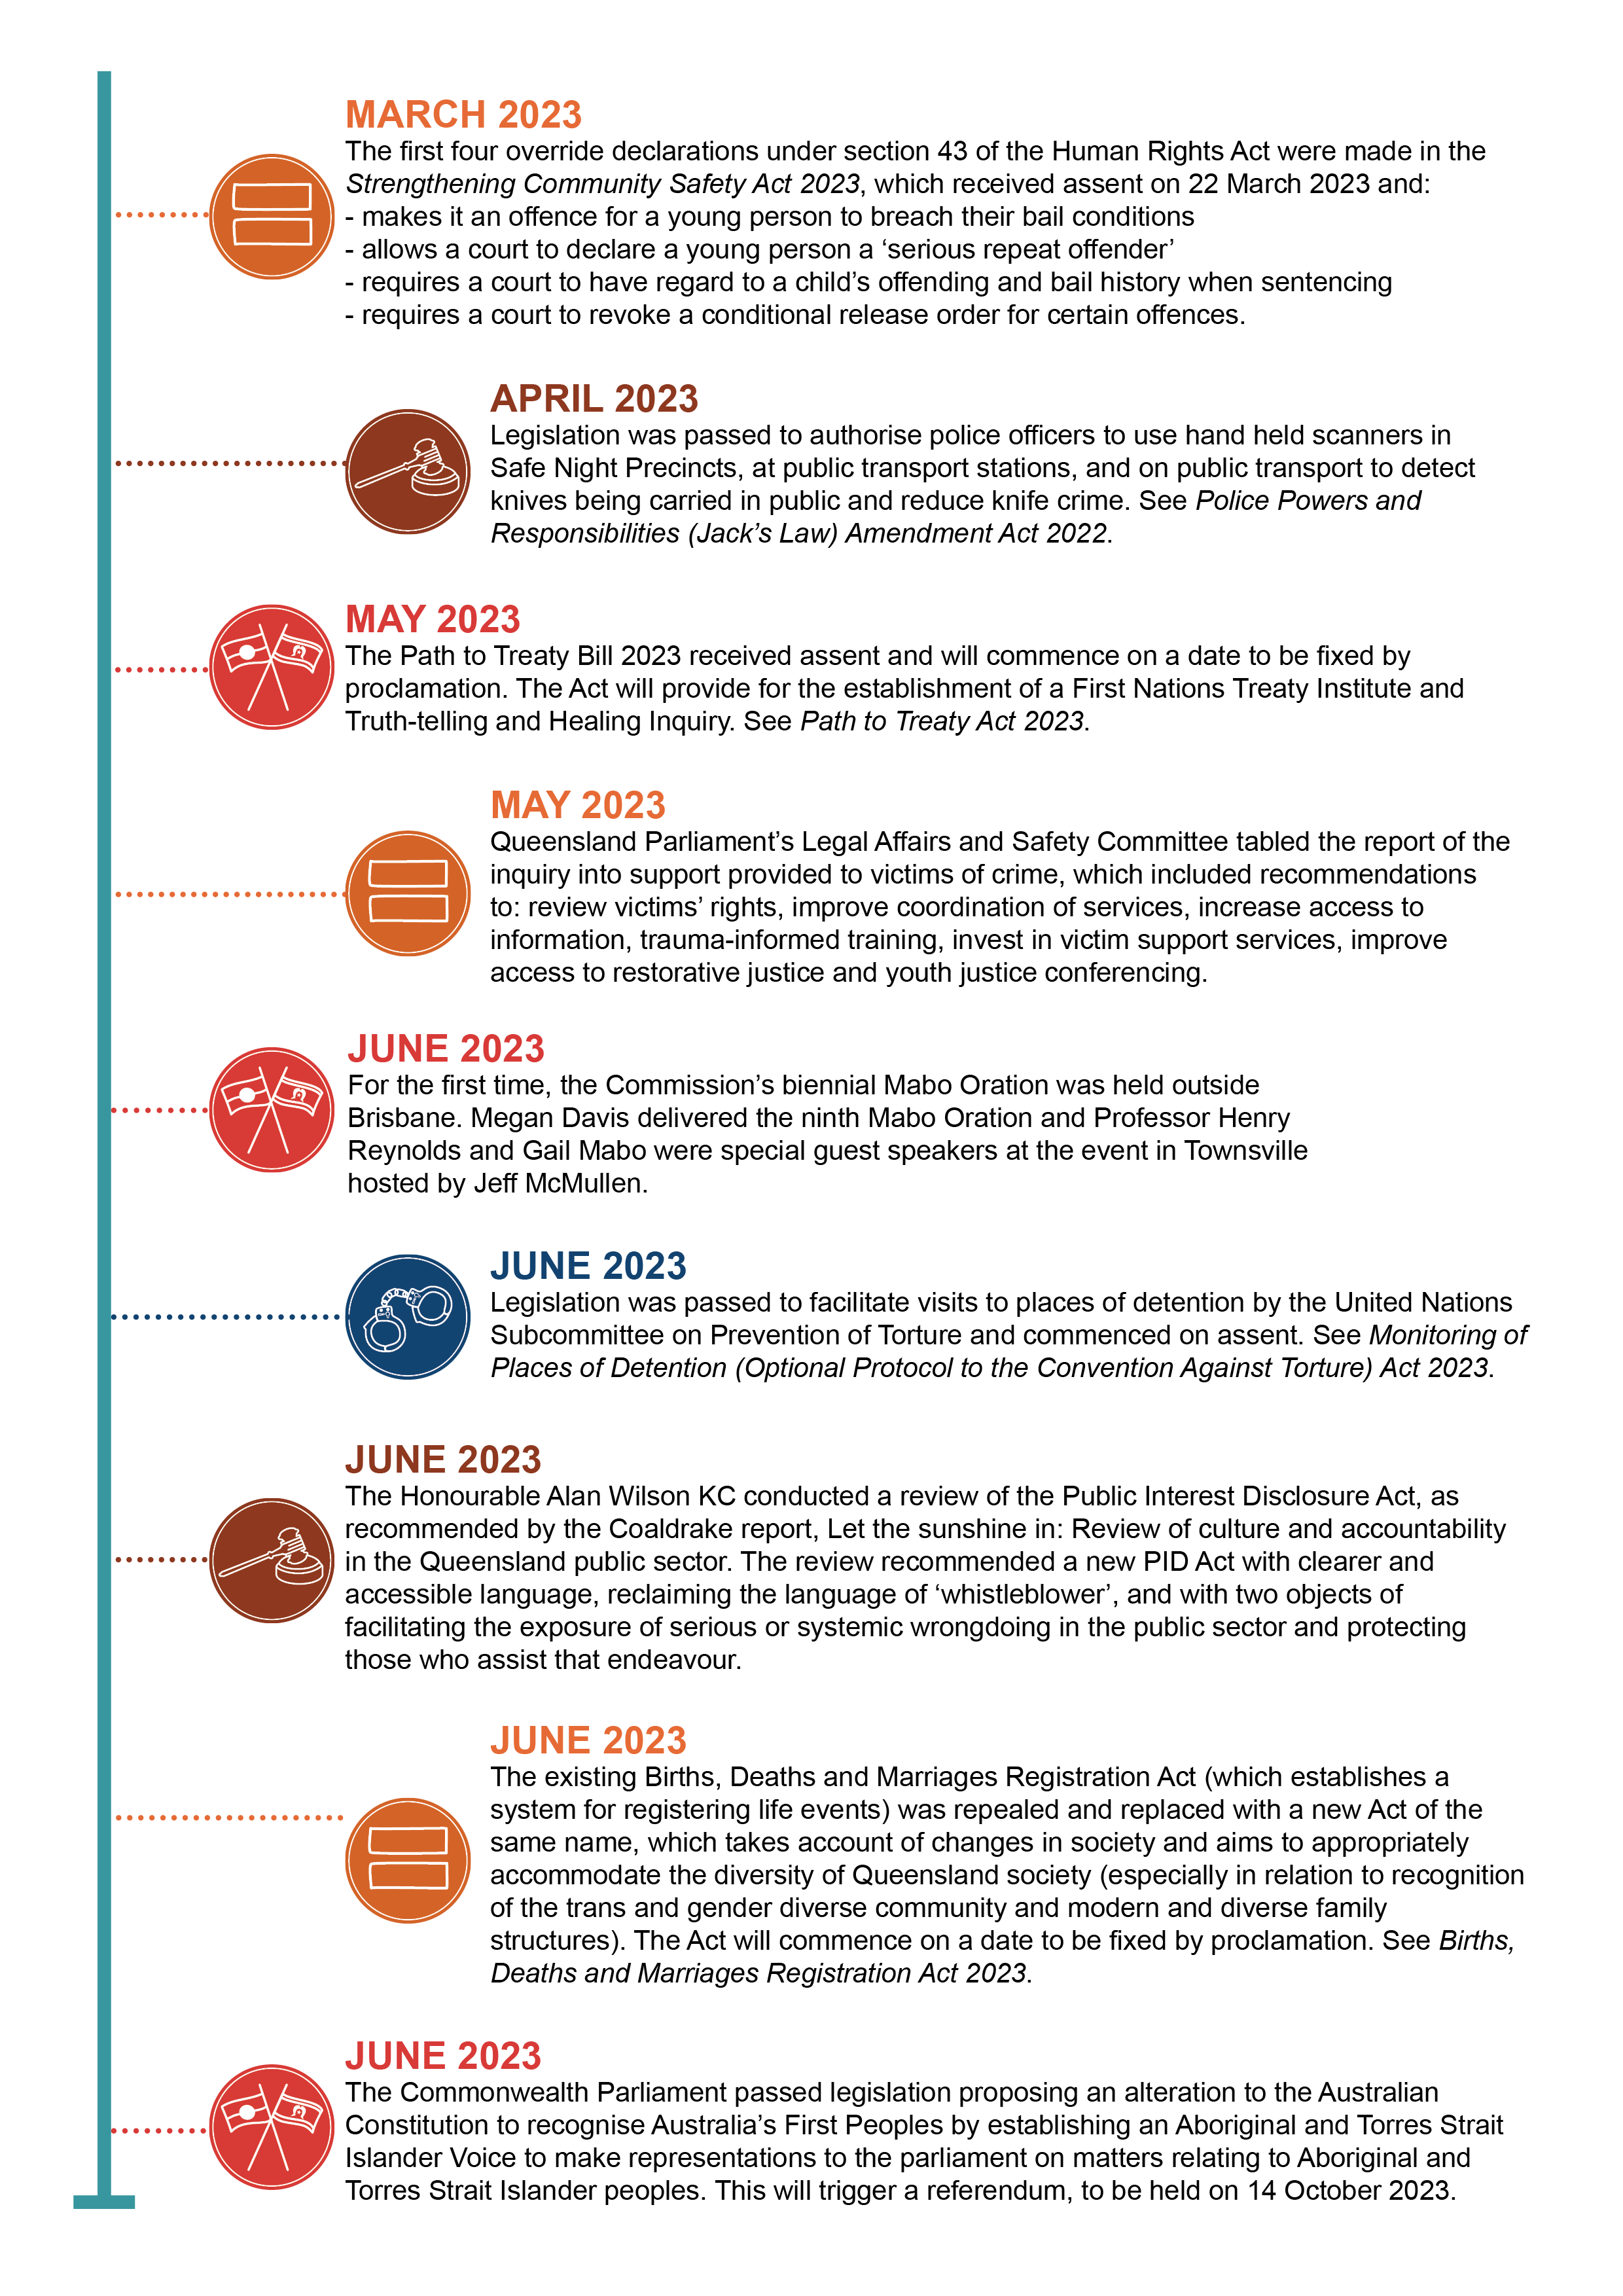 MARCH 2023
The first four override declarations under section 43 of the Human Rights Act were made in the
Strengthening Community Safety Act 2023, which received assent on 22 March 2023 and:
- makes it an offence for a young person to breach their bail conditions
- allows a court to declare a young person a ‘serious repeat offender’
- requires a court to have regard to a child’s offending and bail history when sentencing
- requires a court to revoke a conditional release order for certain offences.
APRIL 2023
Legislation was passed to authorise police officers to use hand held scanners in
Safe Night Precincts, at public transport stations, and on public transport to detect
knives being carried in public and reduce knife crime. See Police Powers and
Responsibilities (Jack’s Law) Amendment Act 2022.
MAY 2023
The Path to Treaty Bill 2023 received assent and will commence on a date to be fixed by
proclamation. The Act will provide for the establishment of a First Nations Treaty Institute and
Truth-telling and Healing Inquiry. See Path to Treaty Act 2023.
MAY 2023
Queensland Parliament’s Legal Affairs and Safety Committee tabled the report of the
inquiry into support provided to victims of crime, which included recommendations
to: review victims’ rights, improve coordination of services, increase access to
information, trauma-informed training, invest in victim support services, improve
access to restorative justice and youth justice conferencing.
JUNE 2023
For the first time, the Commission’s biennial Mabo Oration was held outside
Brisbane. Megan Davis delivered the ninth Mabo Oration and Professor Henry
Reynolds and Gail Mabo were special guest speakers at the event in Townsville
hosted by Jeff McMullen.
JUNE 2023
Legislation was passed to facilitate visits to places of detention by the United Nations
Subcommittee on Prevention of Torture and commenced on assent. See Monitoring of
Places of Detention (Optional Protocol to the Convention Against Torture) Act 2023.
JUNE 2023
The Honourable Alan Wilson KC conducted a review of the Public Interest Disclosure Act, as
recommended by the Coaldrake report, Let the sunshine in: Review of culture and accountability
in the Queensland public sector. The review recommended a new PID Act with clearer and
accessible language, reclaiming the language of ‘whistleblower’, and with two objects of
facilitating the exposure of serious or systemic wrongdoing in the public sector and protecting
those who assist that endeavour.
JUNE 2023
The existing Births, Deaths and Marriages Registration Act (which establishes a
system for registering life events) was repealed and replaced with a new Act of the
same name, which takes account of changes in society and aims to appropriately
accommodate the diversity of Queensland society (especially in relation to recognition
of the trans and gender diverse community and modern and diverse family
structures). The Act will commence on a date to be fixed by proclamation. See Births,
Deaths and Marriages Registration Act 2023.
JUNE 2023
The Commonwealth Parliament passed legislation proposing an alteration to the Australian
Constitution to recognise Australia’s First Peoples by establishing an Aboriginal and Torres Strait
Islander Voice to make representations to the parliament on matters relating to Aboriginal and
Torres Strait Islander peoples. This will trigger a referendum, to be held on 14 October 2023.